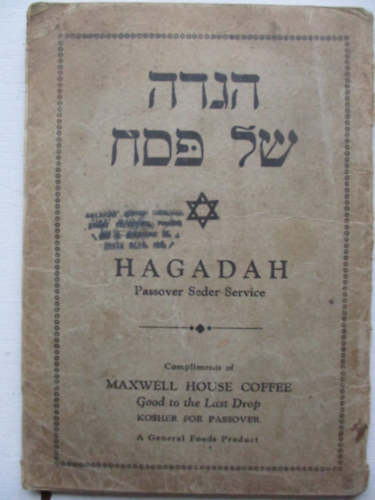 הגדה
של פסח
HAGADAH
Passover Seder Service
Compliments of
MAXWELL HOUSE COFFEE
Good to the Last Drop
KOSHER FOR PASSOVER
A General Foods Product